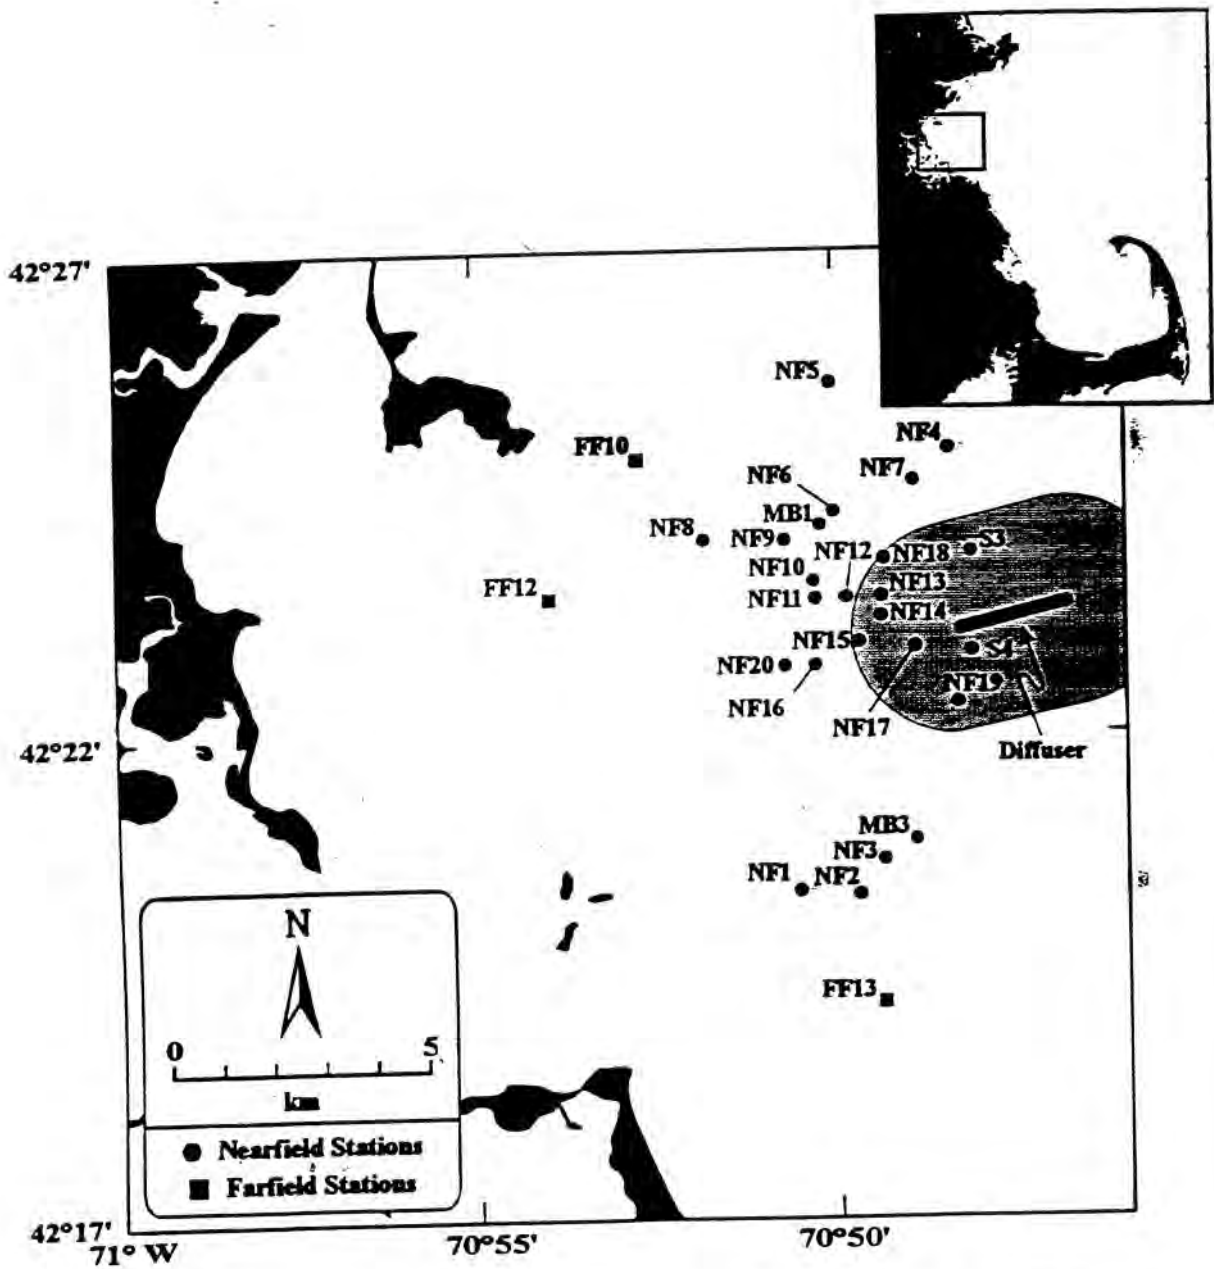 42°27'
NF5
NF4
FF10
NF7
NF6
MB1
NF8
NF9
NF12
NF18
S3
NF10
NF13
FF12
NF11
NF14
NF15
S4
NF20
NF19
NF16
NF17
42°22'
Diffuser
MB3
NF3
NF1
NF2
N
FF13
0 5
km
Nearfield Stations
Farfield Stations
42°17'
71° W
70°55'
70°50'